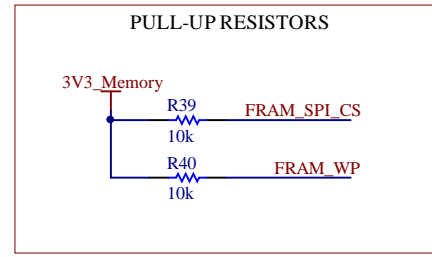 PULL-UP RESISTORS
3V3_Memory
R39
FRAM_SPI_CS
10k
R40
FRAM_WP
10k